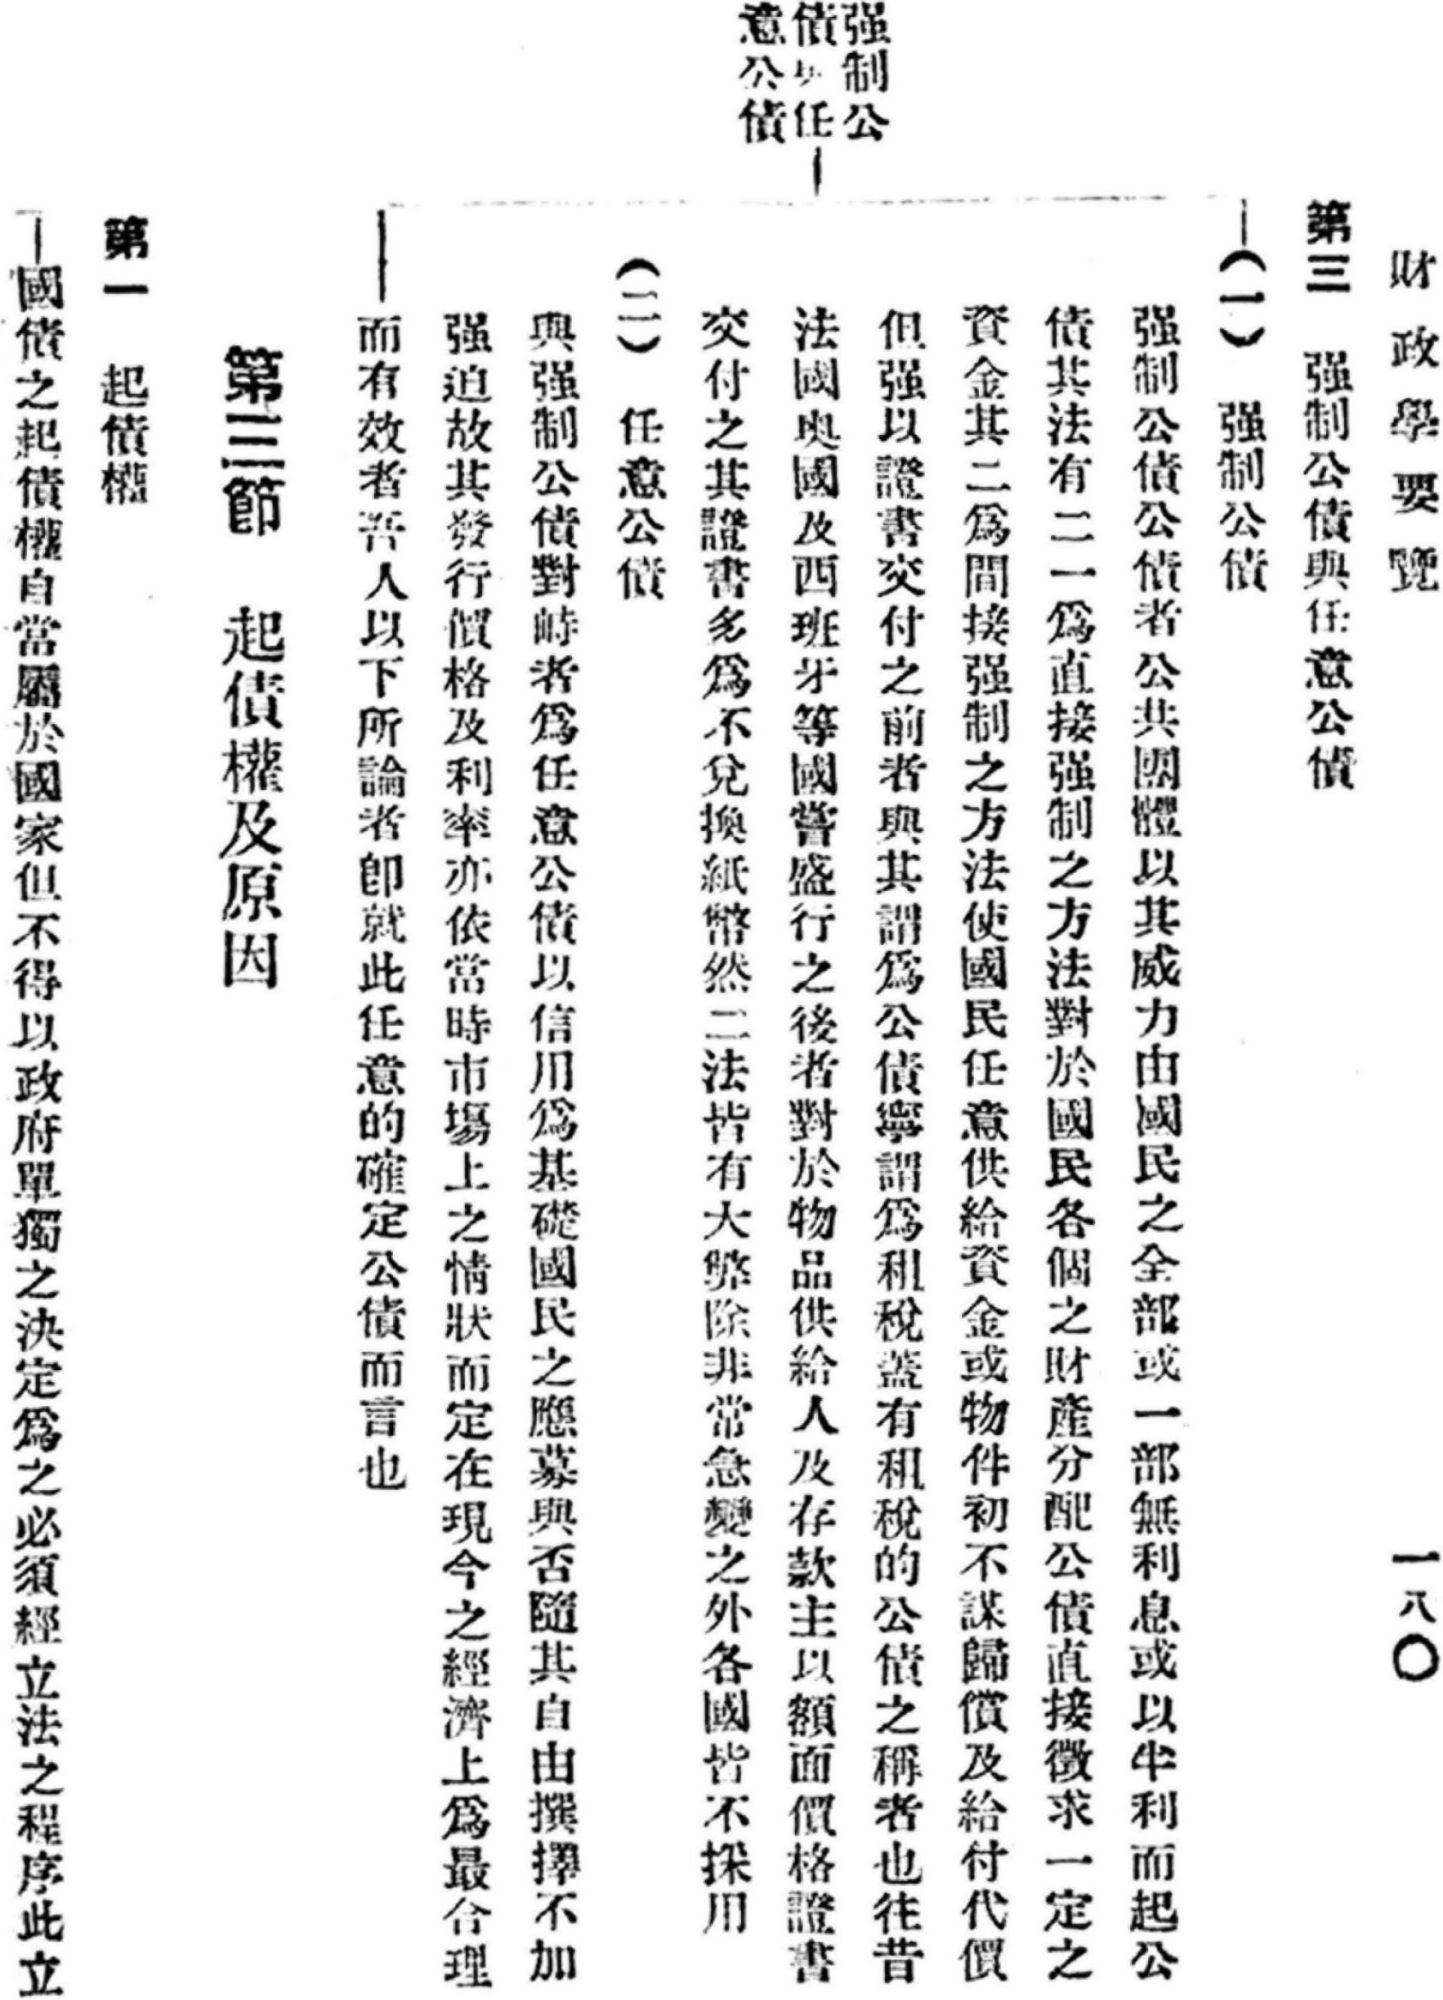 財政學要覽
一八〇
第三　强制公債與任意公債
强制公
債與任
意公債
(一)　强制公債
强制公債公債者公共團體以其威力由國民之全部或一部無利息或以半利而起公
債其法有二一爲直接强制之方法對於國民各個之財產分配公債直接徵求一定之
資金其二爲間接强制之方法使國民任意供給資金或物件初不謀歸償及給付代價
但强以證書交付之前者與其謂爲公債寧謂爲租稅蓋有租稅的公債之稱者也往昔
法國奧國及西班牙等國嘗盛行之後者對於物品供給人及存款主以額面價格證書
交付之其證書多爲不兌換紙幣然二法皆有大弊除非常急變之外各國皆不採用
(二)　任意公債
與强制公債對峙者爲任意公債以信用爲基礎國民之應募與否隨其自由撰擇不加
强迫故其發行價格及利率亦依當時市場上之情狀而定在現今之經濟上爲最合理
而有效者吾人以下所論者卽就此任意的確定公債而言也
第三節　起債權及原因
第一　起債權
國債之起債權自當屬於國家但不得以政府單獨之決定爲之必須經立法之程序此立